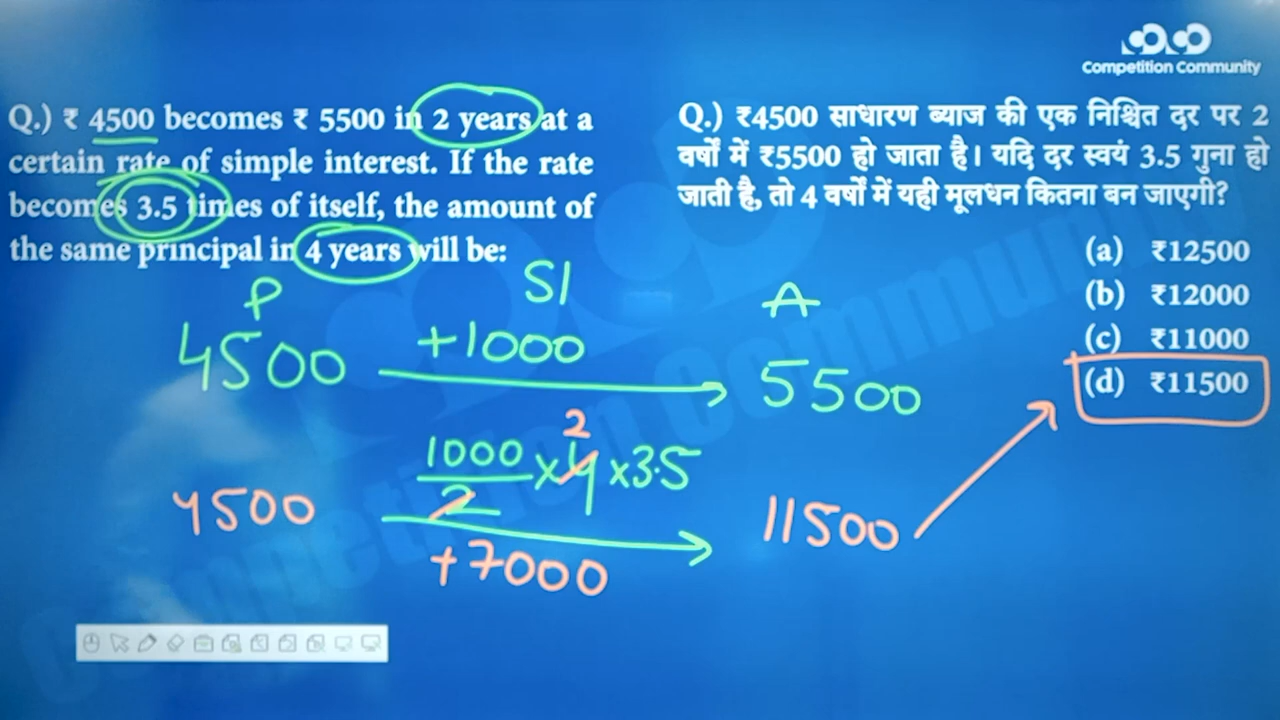 Competition Community
Q.) ₹ 4500 becomes ₹ 5500 in 2 years at a
certain rate of simple interest. If the rate
becomes 3.5 times of itself, the amount of
the same principal in 4 years will be:
Q.) ₹4500 साधारण ब्याज की एक निश्चित दर पर 2
वर्षों में ₹5500 हो जाता है। यदि दर स्वयं 3.5 गुना हो
जाती है, तो 4 वर्षों में यही मूलधन कितना बन जाएगी?
(a) ₹12500
(b) ₹12000
(c) ₹11000
(d) ₹11500
P SI A
4500 +1000 5500
2
1000/2 ×4 ×3.5
4500 +7000 11500
Competition Community